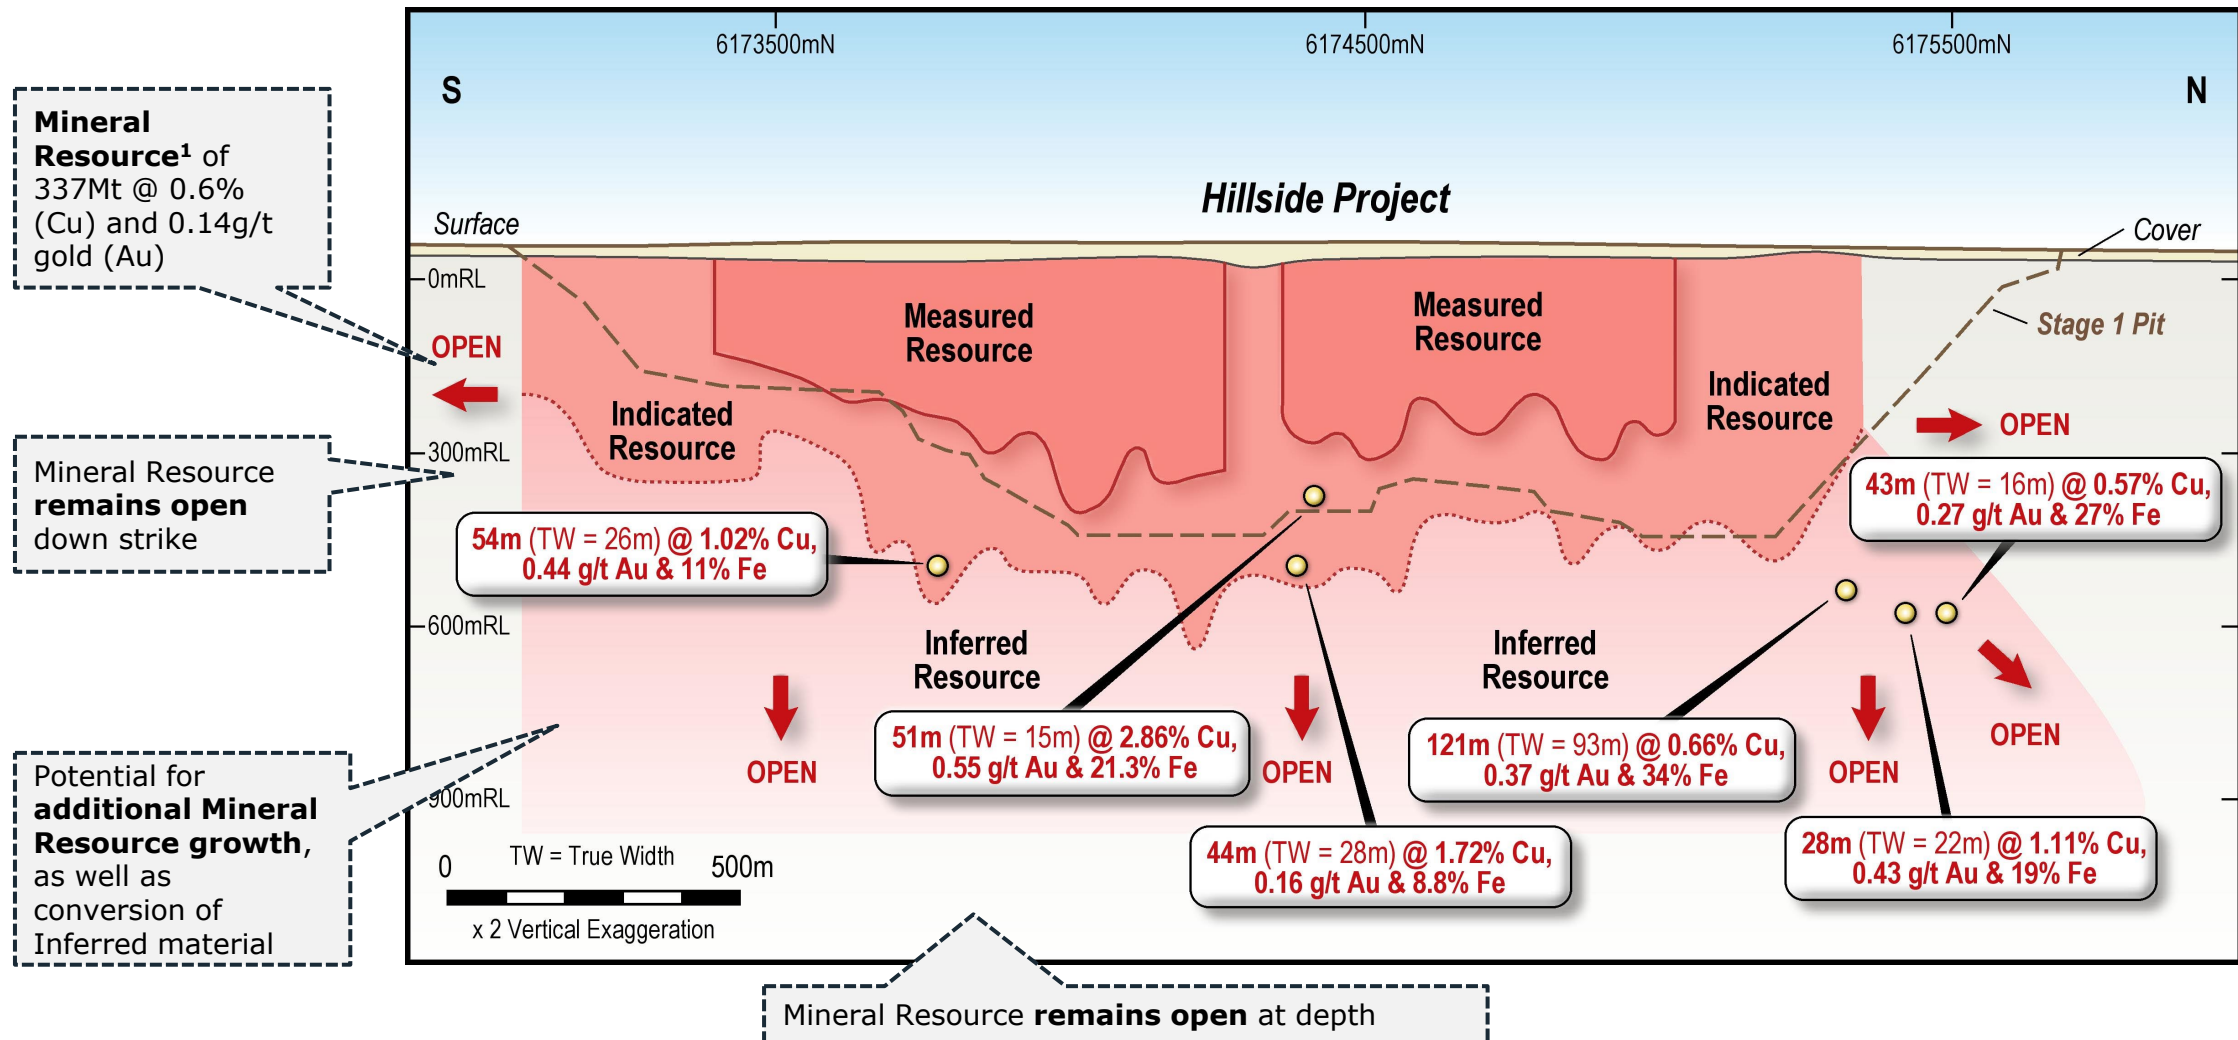 6173500mN
6174500mN
6175500mN
S
N
Mineral
Resource¹ of
337Mt @ 0.6%
(Cu) and 0.14g/t
gold (Au)
Hillside Project
Surface
Cover
0mRL
Measured
Resource
Measured
Resource
Stage 1 Pit
OPEN
Indicated
Resource
Indicated
Resource
OPEN
300mRL
Mineral Resource
remains open
down strike
43m (TW = 16m) @ 0.57% Cu,
0.27 g/t Au & 27% Fe
54m (TW = 26m) @ 1.02% Cu,
0.44 g/t Au & 11% Fe
600mRL
Inferred
Resource
Inferred
Resource
51m (TW = 15m) @ 2.86% Cu,
0.55 g/t Au & 21.3% Fe
121m (TW = 93m) @ 0.66% Cu,
0.37 g/t Au & 34% Fe
OPEN
OPEN
OPEN
OPEN
Potential for
additional Mineral
Resource growth,
as well as
conversion of
Inferred material
900mRL
44m (TW = 28m) @ 1.72% Cu,
0.16 g/t Au & 8.8% Fe
28m (TW = 22m) @ 1.11% Cu,
0.43 g/t Au & 19% Fe
0 TW = True Width 500m
x 2 Vertical Exaggeration
Mineral Resource remains open at depth